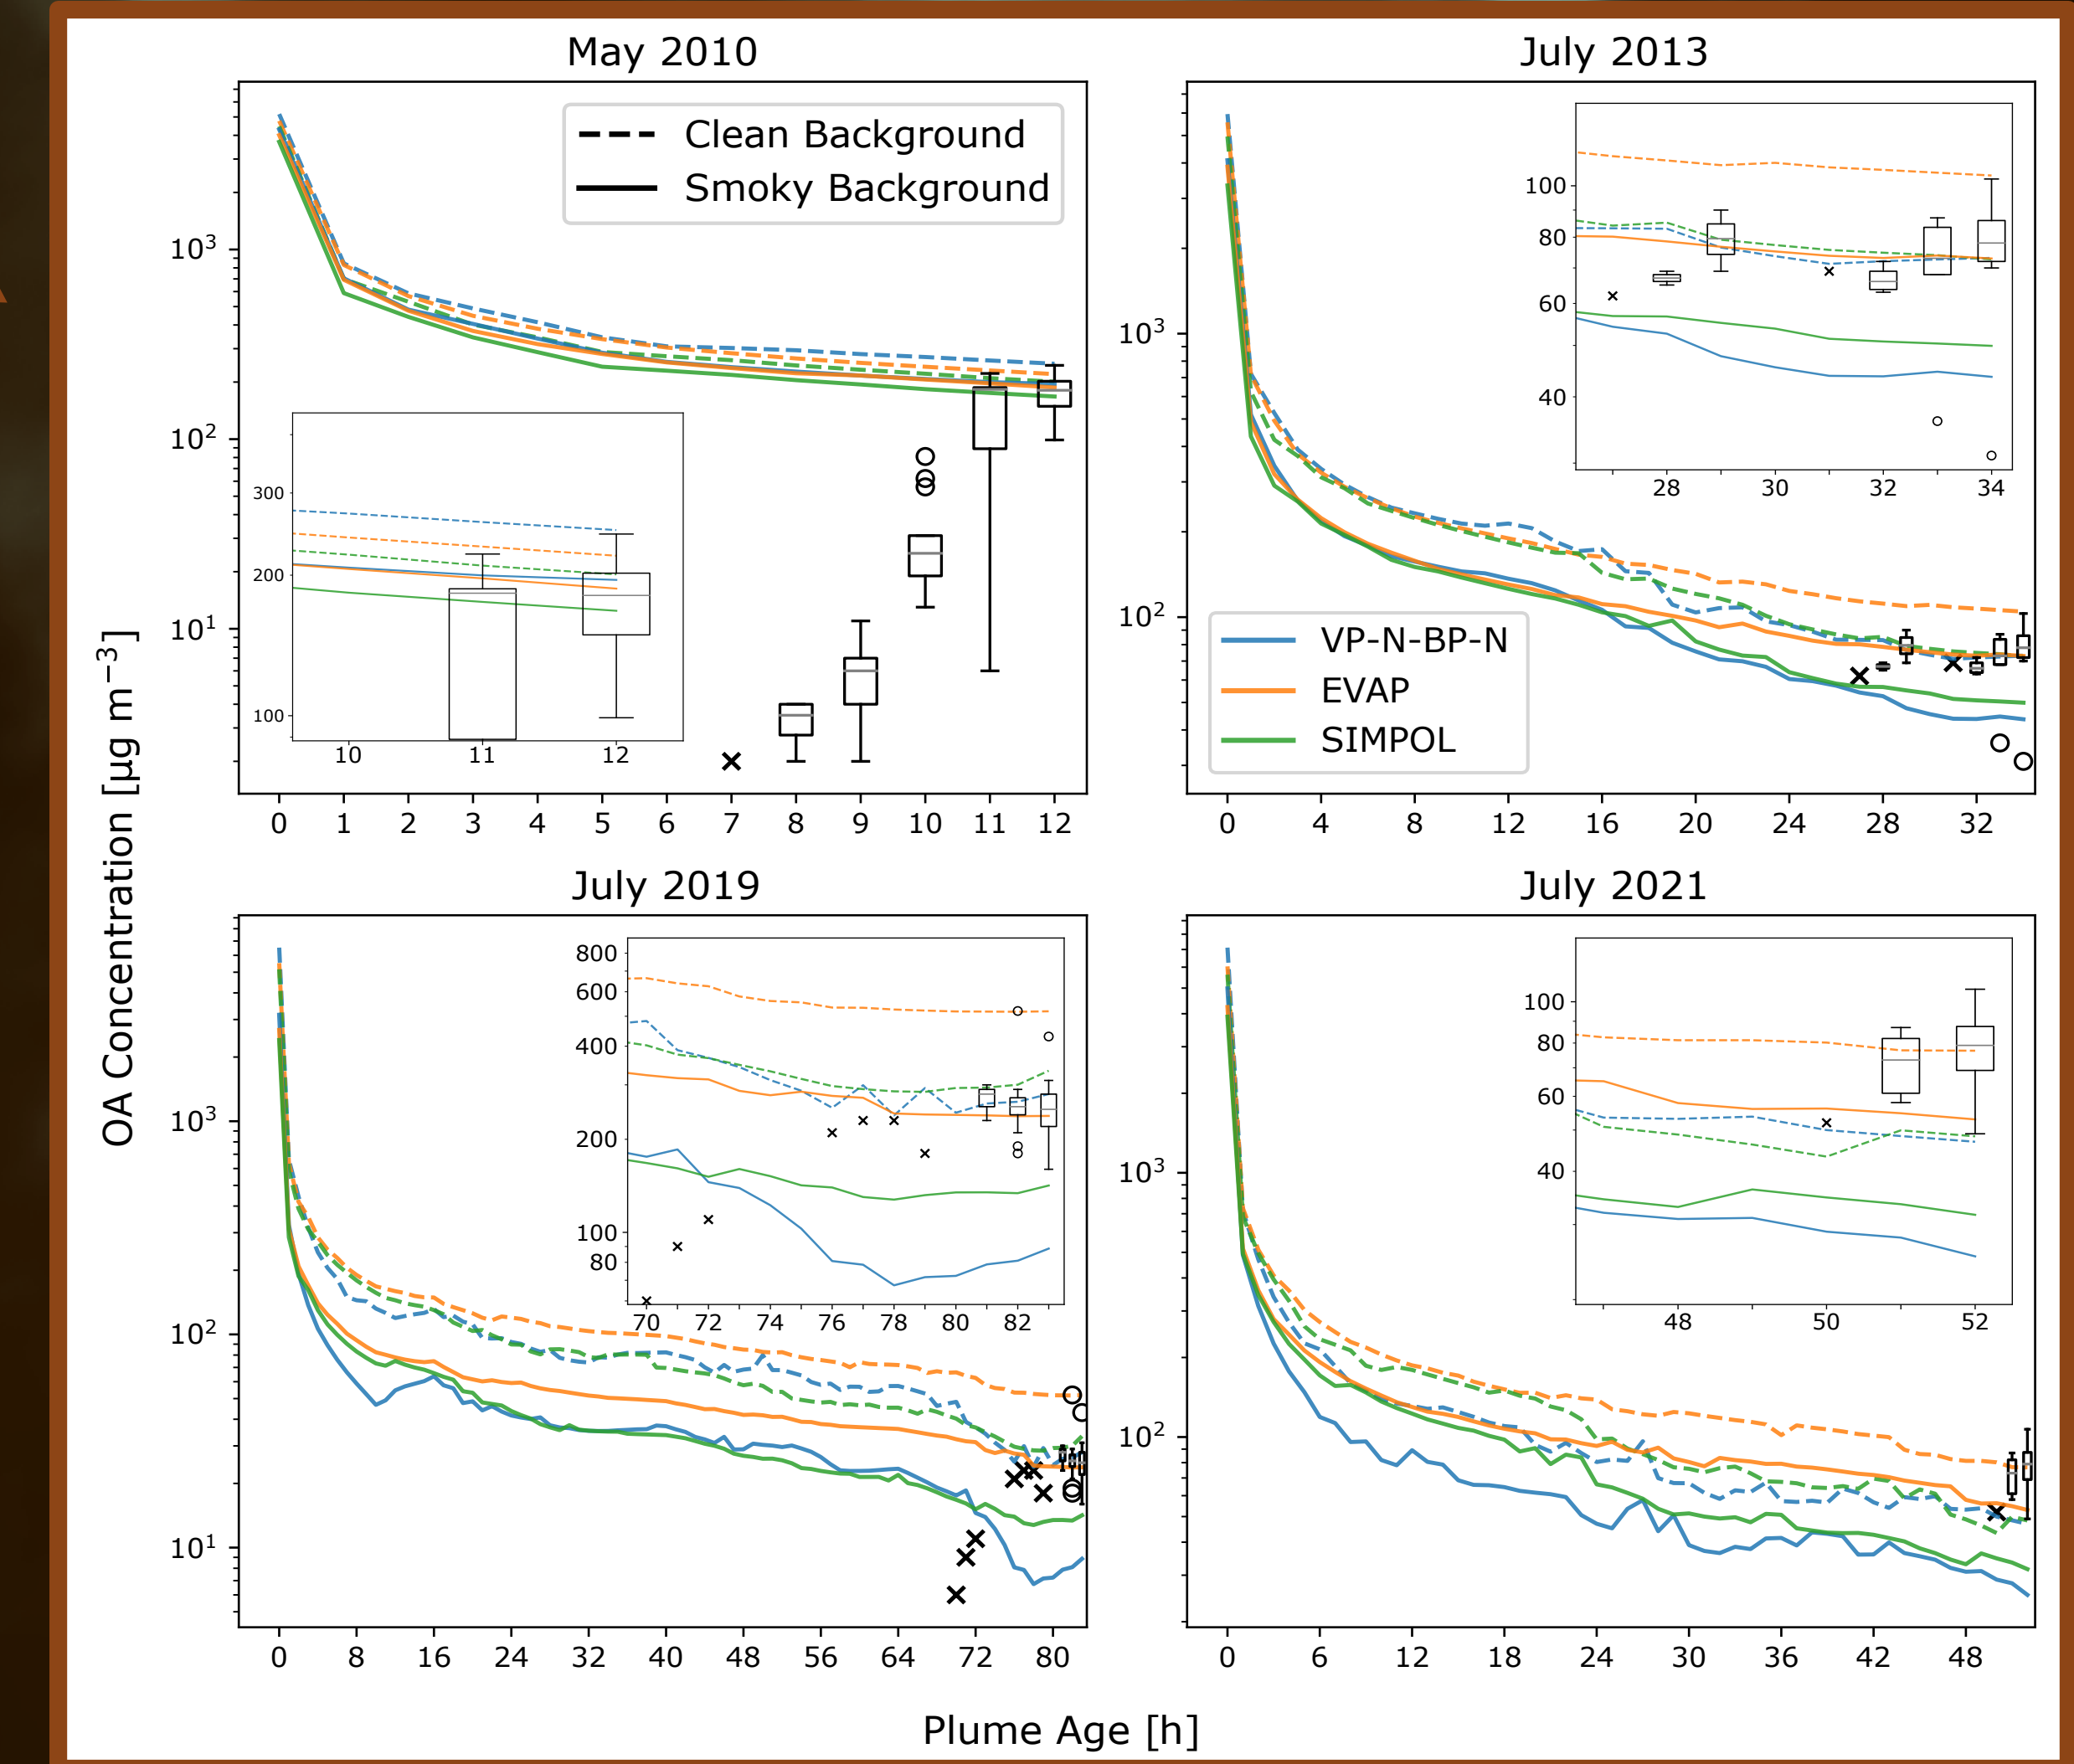 May 2010
July 2013
Clean Background
Smoky Background
10³
10²
10¹
300
200
100
10 11 12
0 1 2 3 4 5 6 7 8 9 10 11 12
100
80
60
40
28 30 32 34
10³
10²
VP-N-BP-N
EVAP
SIMPOL
0 4 8 12 16 20 24 28 32
OA Concentration [µg m⁻³]
July 2019
July 2021
800
600
400
200
100
80
70 72 74 76 78 80 82
10³
10²
10¹
0 8 16 24 32 40 48 56 64 72 80
100
80
60
40
48 50 52
10³
10²
0 6 12 18 24 30 36 42 48
Plume Age [h]